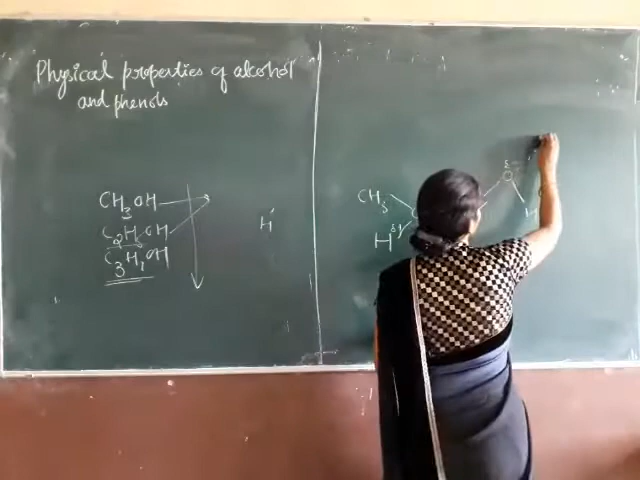 Physical properties of alcohol
and phenols
CH3OH
C2H5OH
C3H7OH
H
CH3
H
O
H